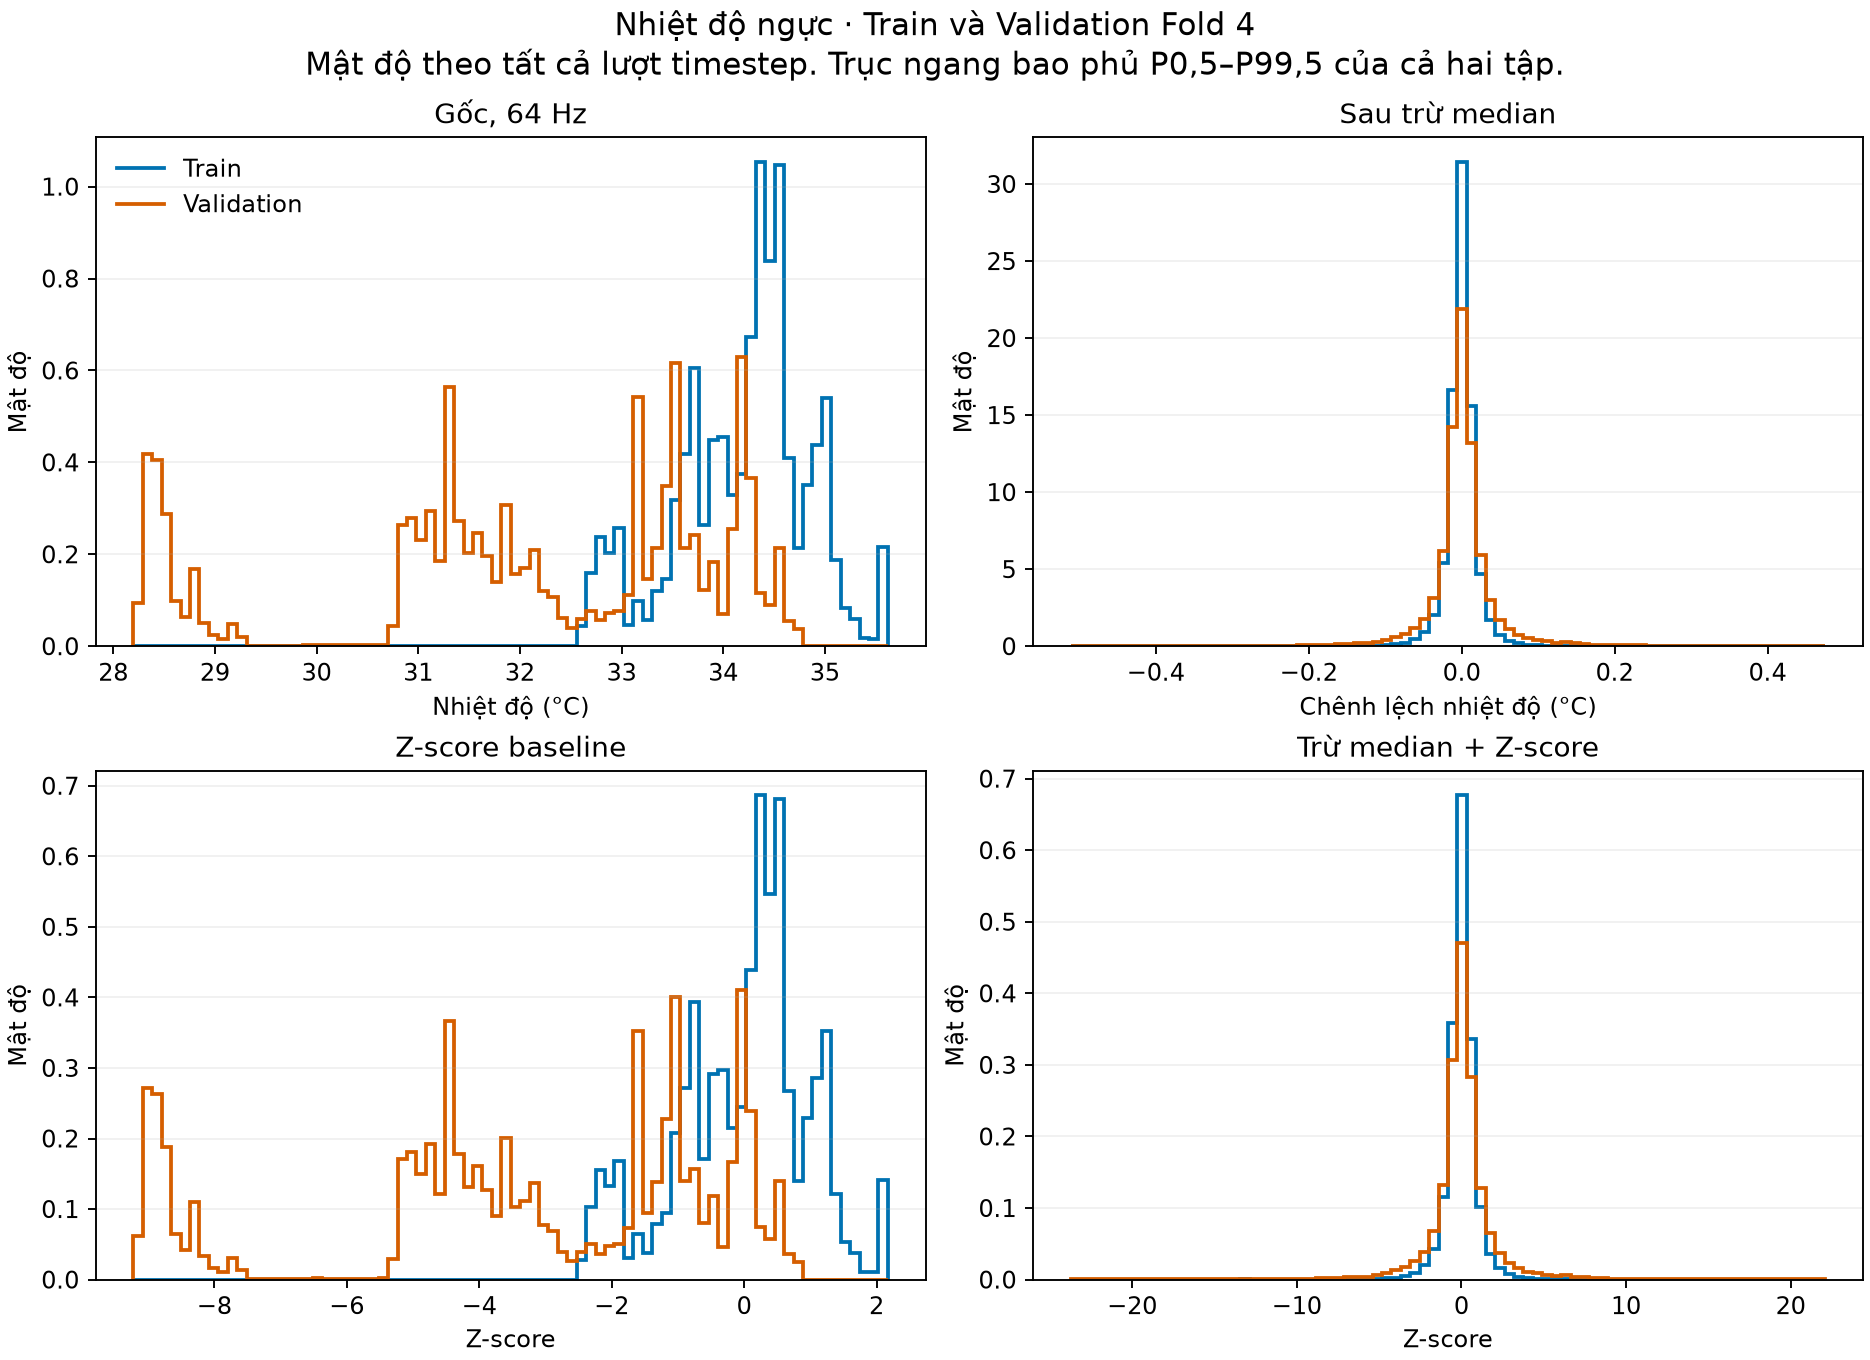 Nhiệt độ ngực · Train và Validation Fold 4
Mật độ theo tất cả lượt timestep. Trục ngang bao phủ P0,5–P99,5 của cả hai tập.
Gốc, 64 Hz
Train
Validation
Mật độ
1.0
0.8
0.6
0.4
0.2
0.0
28 29 30 31 32 33 34 35
Nhiệt độ (°C)
Sau trừ median
Mật độ
30
25
20
15
10
5
0
−0.4 −0.2 0.0 0.2 0.4
Chênh lệch nhiệt độ (°C)
Z-score baseline
Mật độ
0.7
0.6
0.5
0.4
0.3
0.2
0.1
0.0
−8 −6 −4 −2 0 2
Z-score
Trừ median + Z-score
Mật độ
0.7
0.6
0.5
0.4
0.3
0.2
0.1
0.0
−20 −10 0 10 20
Z-score